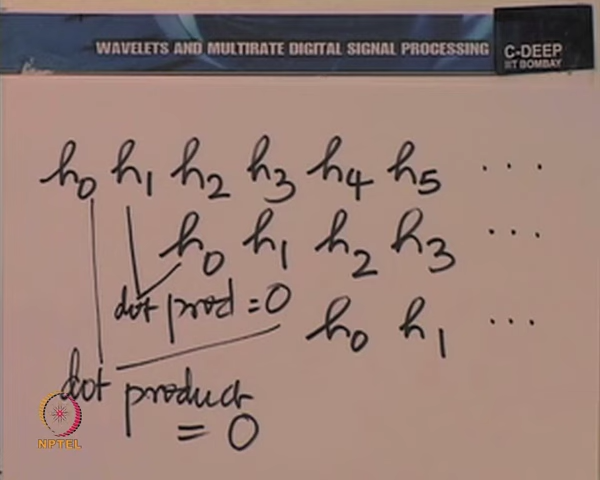 WAVELETS AND MULTIRATE DIGITAL SIGNAL PROCESSING
C-DEEP
IIT BOMBAY
h₀ h₁ h₂ h₃ h₄ h₅ ...
h₀ h₁ h₂ h₃ ...
dot prod = 0
h₀ h₁ ...
dot product
= 0
NPTEL